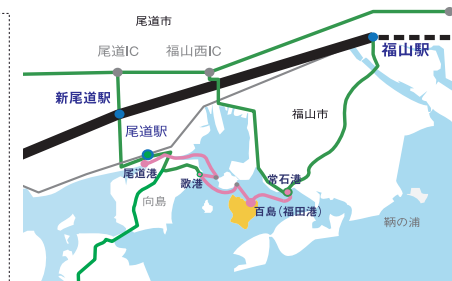 尾道市
尾道IC
福山西IC
福山駅
新尾道駅
福山市
尾道駅
尾道港
歌港
常石港
向島
百島（福田港）
鞆の浦